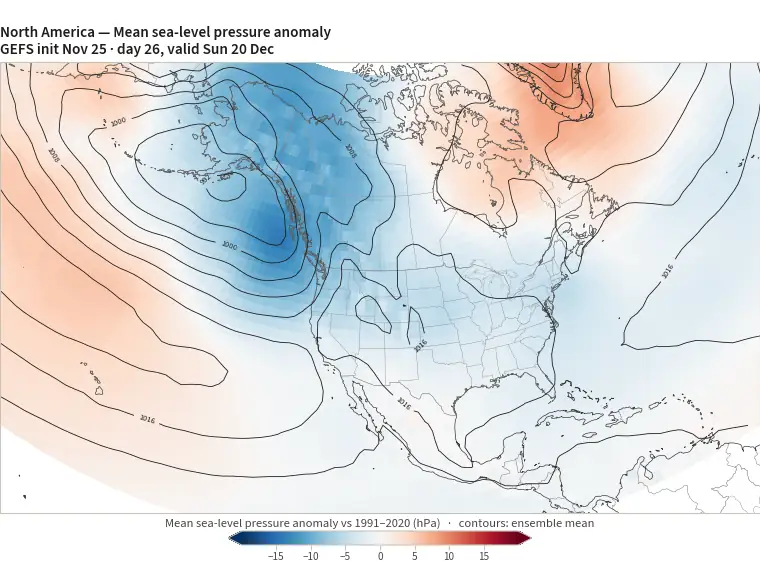 North America — Mean sea-level pressure anomaly
GEFS init Nov 25 · day 26, valid Sun 20 Dec
1000
1008
1008
1000
1016
1016
1016
1016
Mean sea-level pressure anomaly vs 1991–2020 (hPa) · contours: ensemble mean
−15 −10 −5 0 5 10 15